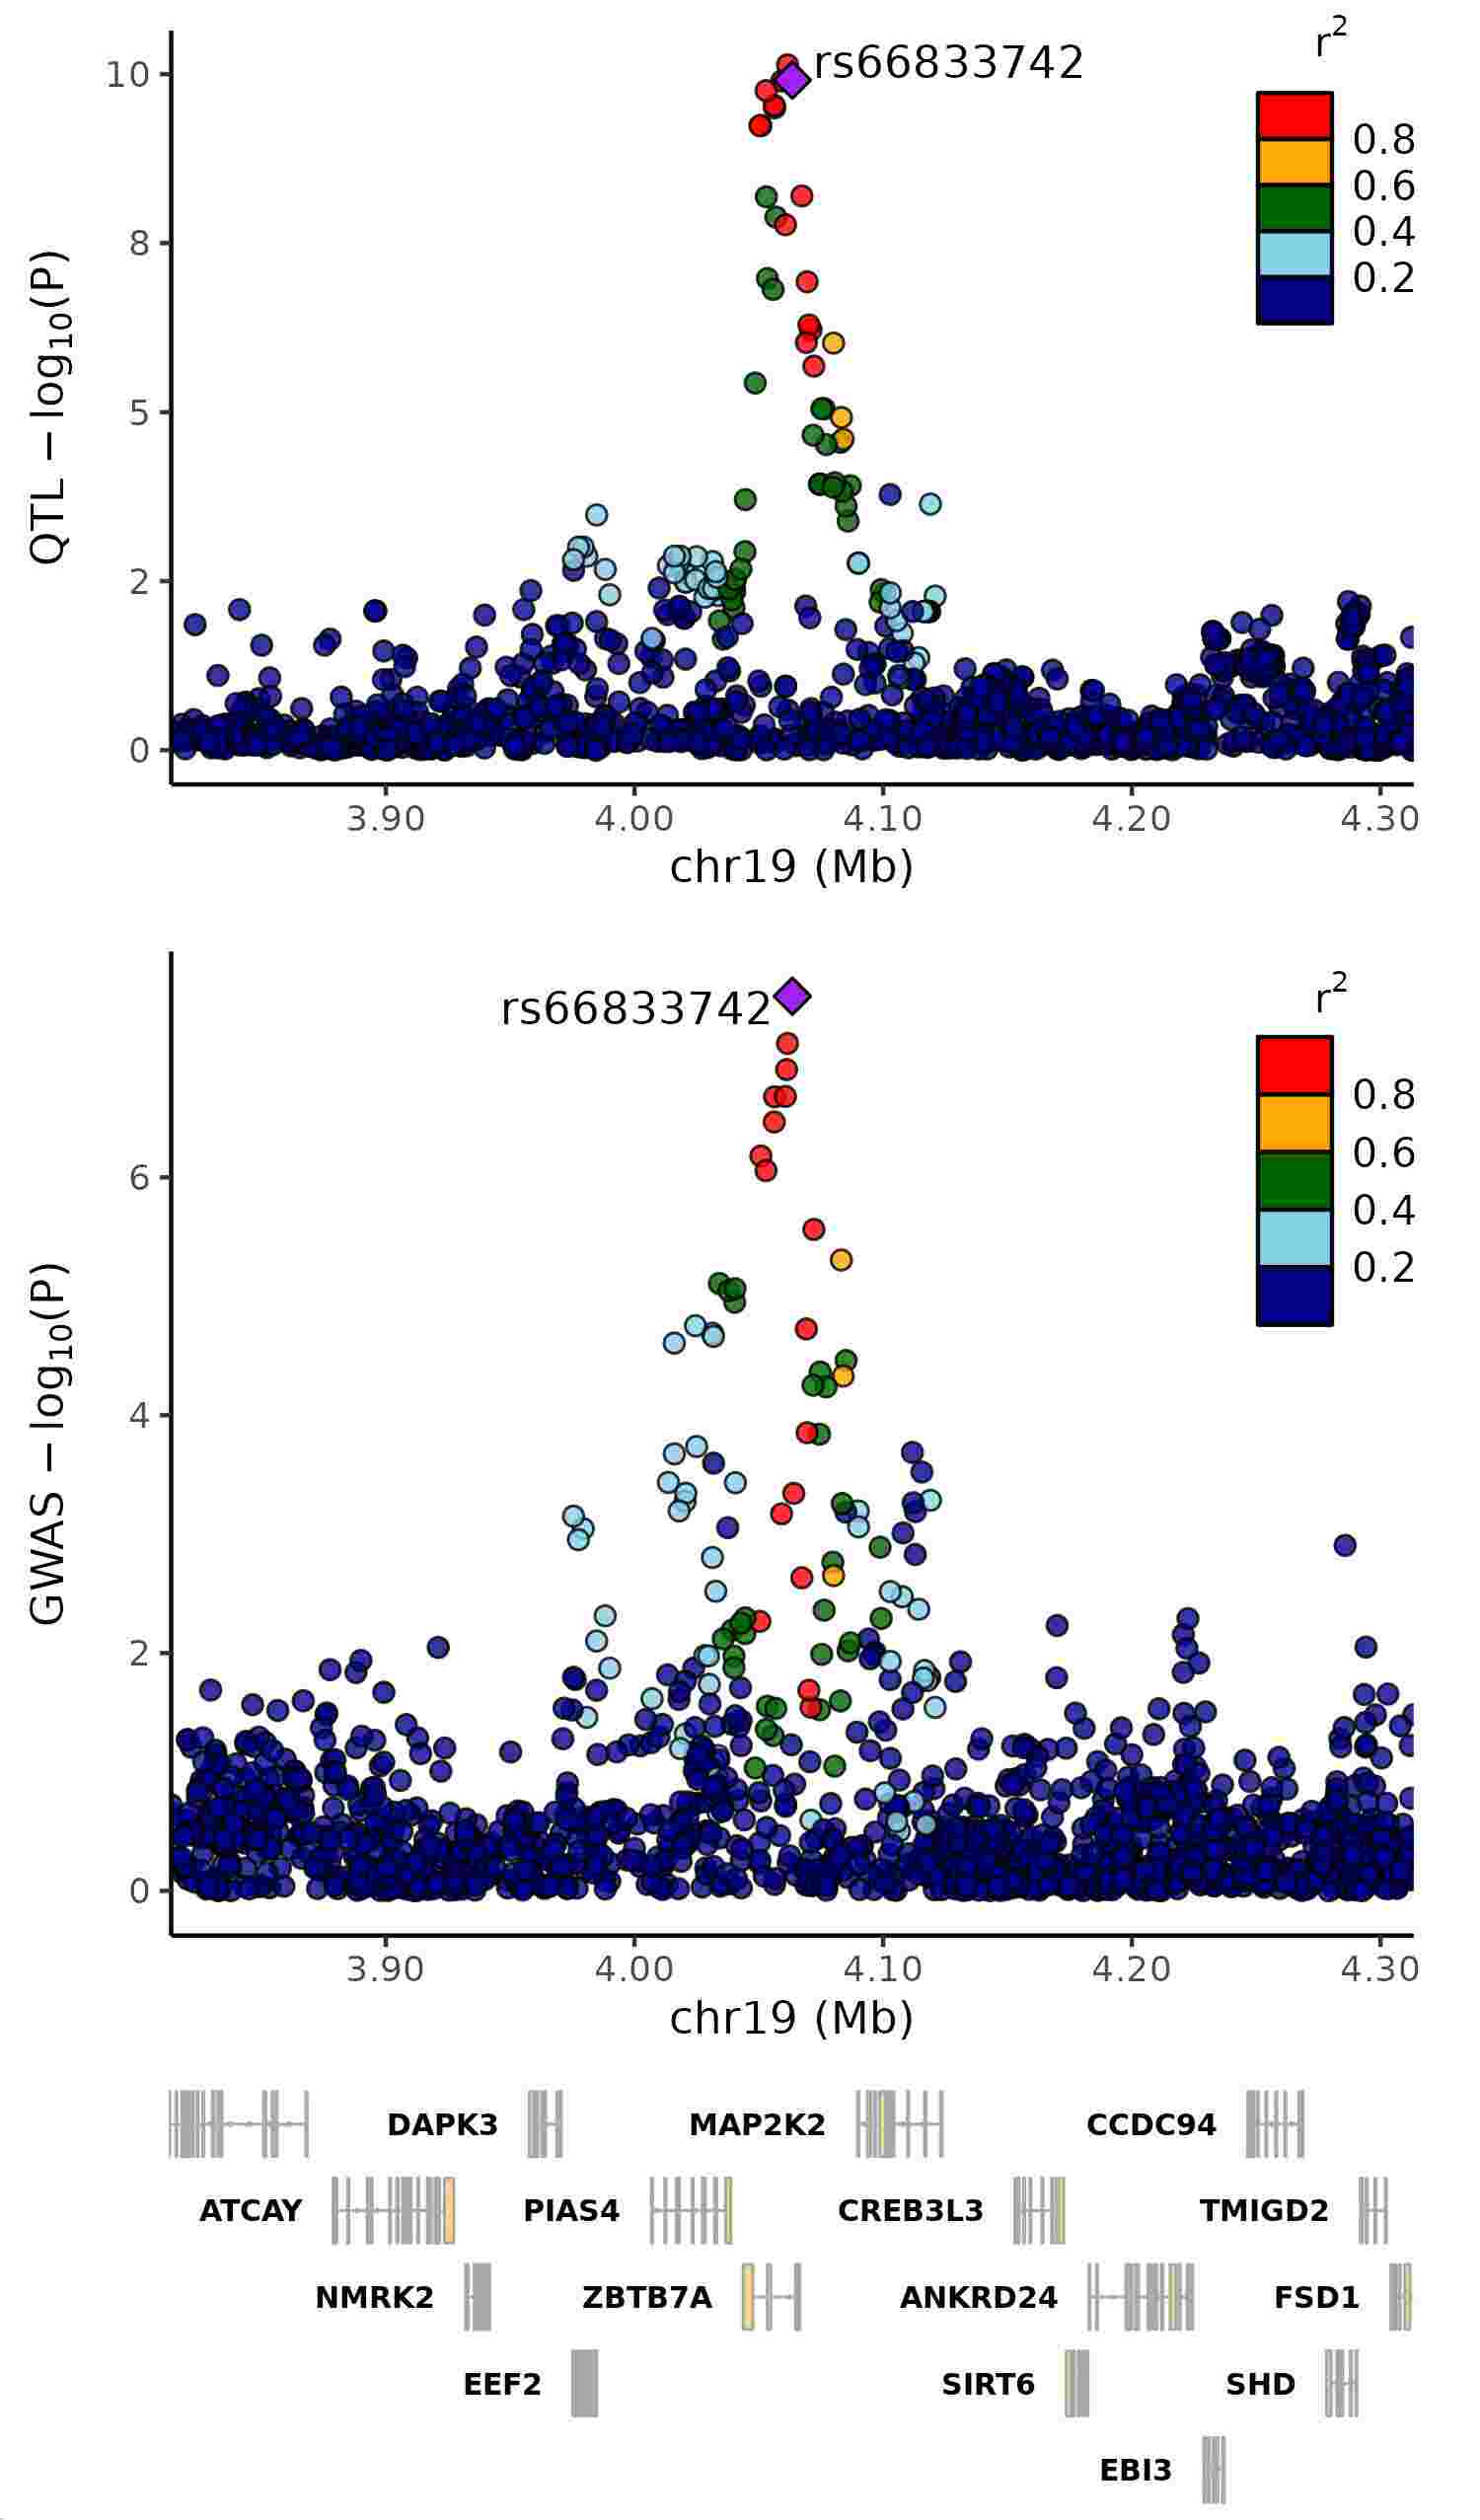 r²
10
rs66833742
0.8
0.6
8
0.4
0.2
QTL −log₁₀(P)
5
2
0
3.90 4.00 4.10 4.20 4.30
chr19 (Mb)
r²
rs66833742
0.8
6
0.6
0.4
0.2
GWAS −log₁₀(P)
4
2
0
3.90 4.00 4.10 4.20 4.30
chr19 (Mb)
DAPK3 MAP2K2 CCDC94
ATCAY PIAS4 CREB3L3 TMIGD2
NMRK2 ZBTB7A ANKRD24 FSD1
EEF2 SIRT6 SHD
EBI3